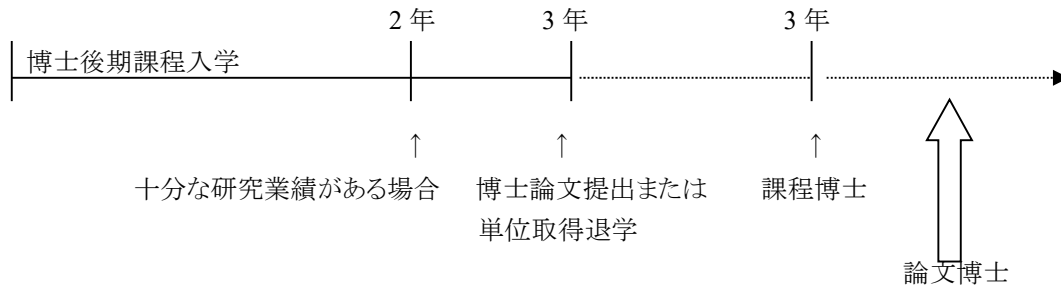 2 年 3 年 3 年
博士後期課程入学
↑ ↑ ↑
十分な研究業績がある場合 博士論文提出または 課程博士
単位取得退学
論文博士